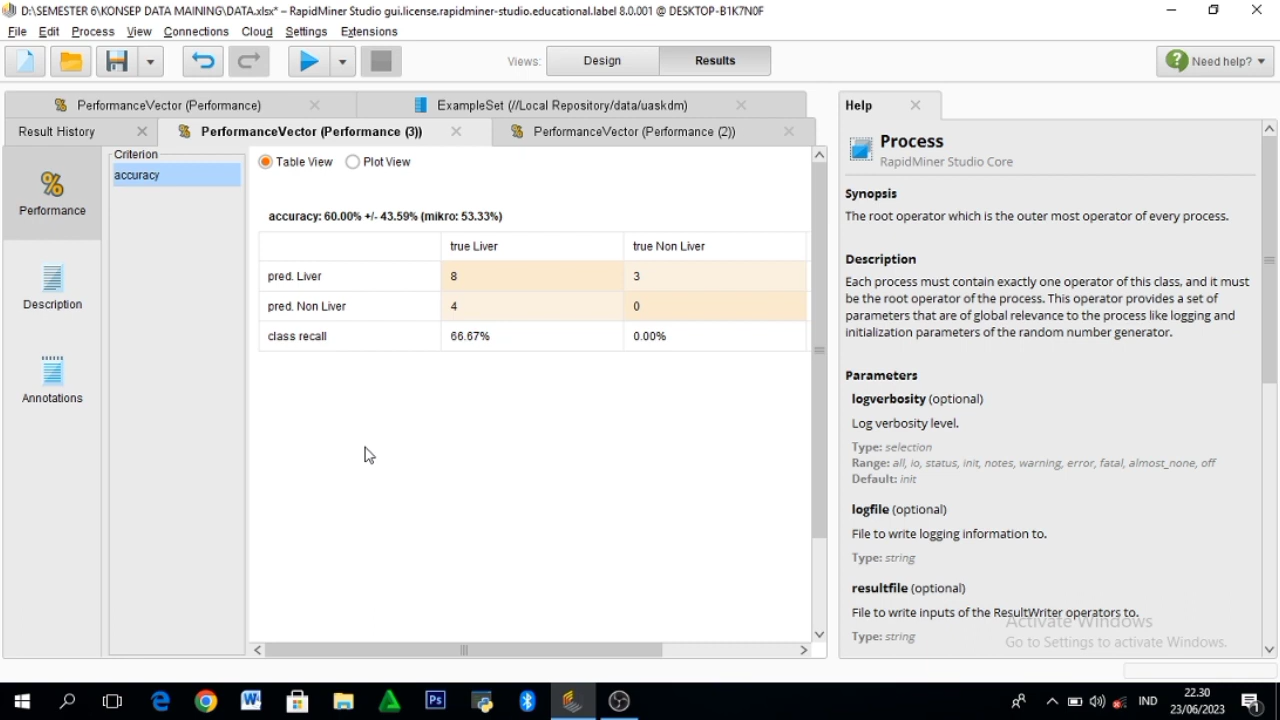 D:\SEMESTER 6\KONSEP DATA MAINING\DATA.xlsx* – RapidMiner Studio gui.license.rapidminer-studio.educational.label 8.0.001 @ DESKTOP-B1K7N0F
File Edit Process View Connections Cloud Settings Extensions
Views: Design Results Need help?
PerformanceVector (Performance) ExampleSet (//Local Repository/data/uaskdm)
Result History PerformanceVector (Performance (3)) PerformanceVector (Performance (2))
Performance
Description
Annotations
Criterion
accuracy
Table View Plot View
accuracy: 60.00% +/- 43.59% (mikro: 53.33%)
true Liver true Non Liver
pred. Liver 8 3
pred. Non Liver 4 0
class recall 66.67% 0.00%
Help
Process
RapidMiner Studio Core
Synopsis
The root operator which is the outer most operator of every process.
Description
Each process must contain exactly one operator of this class, and it must
be the root operator of the process. This operator provides a set of
parameters that are of global relevance to the process like logging and
initialization parameters of the random number generator.
Parameters
logverbosity (optional)
Log verbosity level.
Type: selection
Range: all, io, status, init, notes, warning, error, fatal, almost_none, off
Default: init
logfile (optional)
File to write logging information to.
Type: string
resultfile (optional)
File to write inputs of the ResultWriter operators to.
Type: string
Activate Windows
Go to Settings to activate Windows.
IND
22.30
23/06/2023